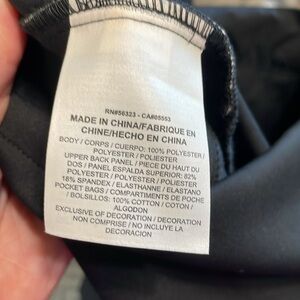 RN#56323 - CA#05553
MADE IN CHINA/FABRIQUE EN
CHINE/HECHO EN CHINA
BODY / CORPS / CUERPO: 100% POLYESTER /
POLYESTER / POLIESTER
UPPER BACK PANEL / PIECE DU HAUT DU
DOS / PANEL ESPALDA SUPERIOR: 82%
POLYESTER / POLYESTER / POLIESTER
18% SPANDEX / ELASTHANNE / ELASTANO
POCKET BAGS / COMPARTIMENTS DE POCHE
/ BOLSILLOS: 100% COTTON / COTON /
ALGODON
EXCLUSIVE OF DECORATION / DECORATION
NON COMPRISE / NO INCLUYE LA
DECORACION